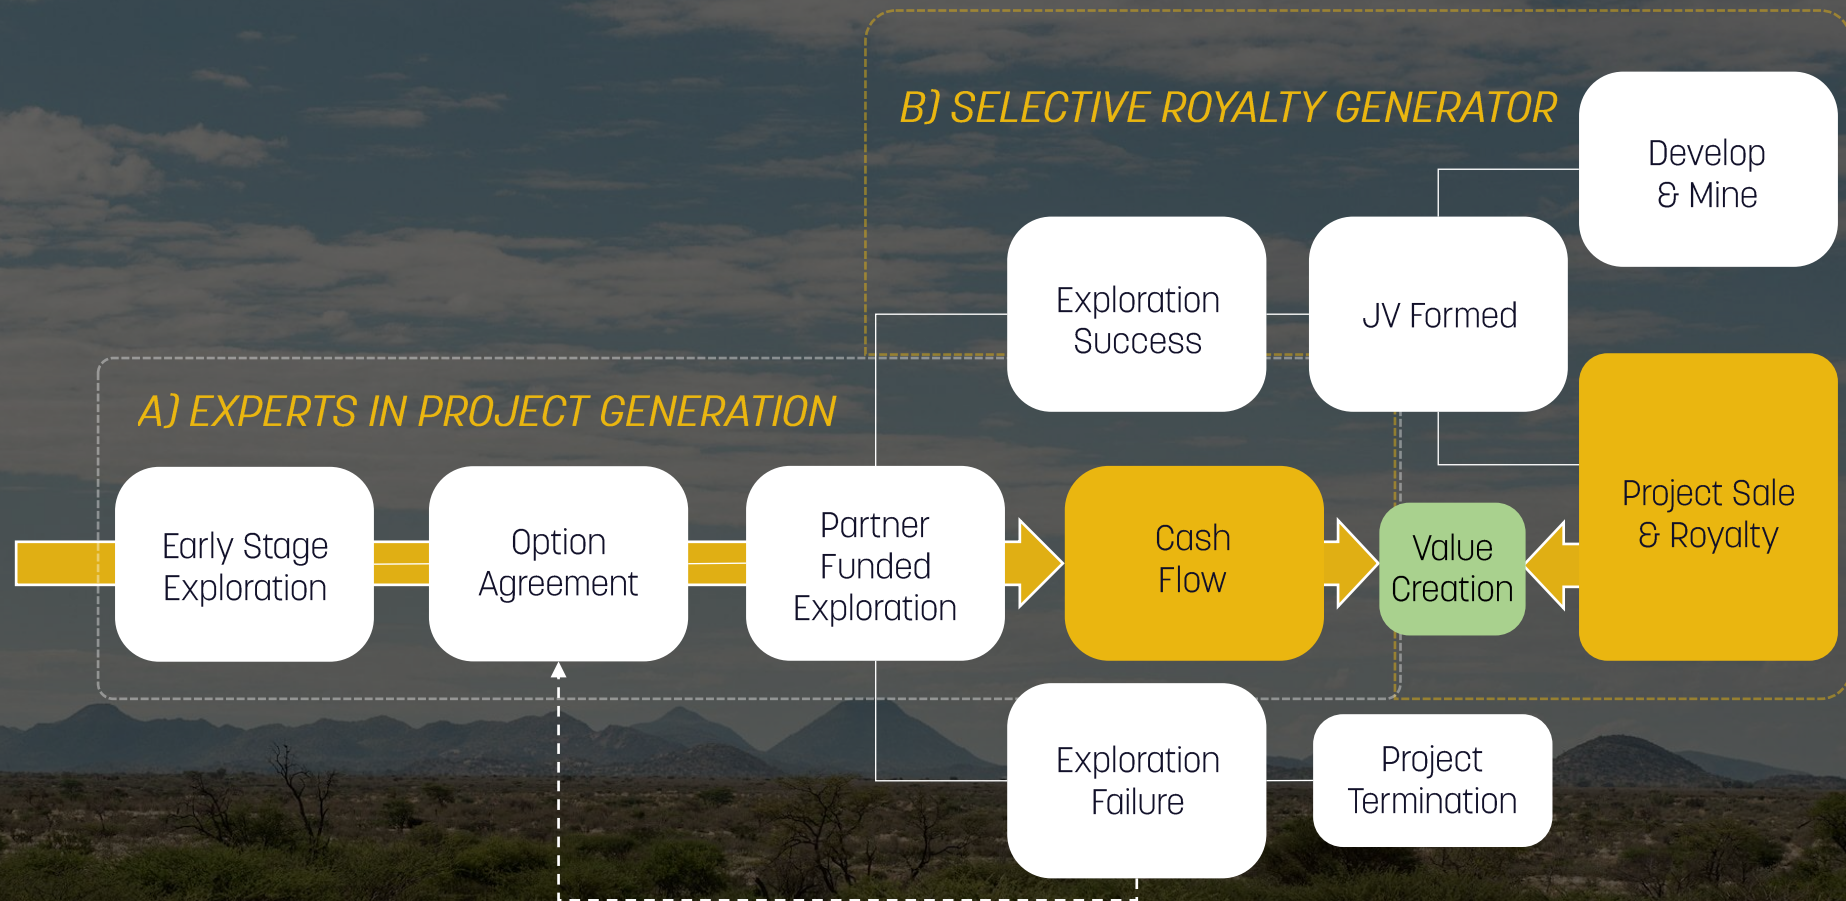 B) SELECTIVE ROYALTY GENERATOR
Develop
& Mine
Exploration
Success
JV Formed
A) EXPERTS IN PROJECT GENERATION
Early Stage
Exploration
Option
Agreement
Partner
Funded
Exploration
Cash
Flow
Value
Creation
Project Sale
& Royalty
Exploration
Failure
Project
Termination